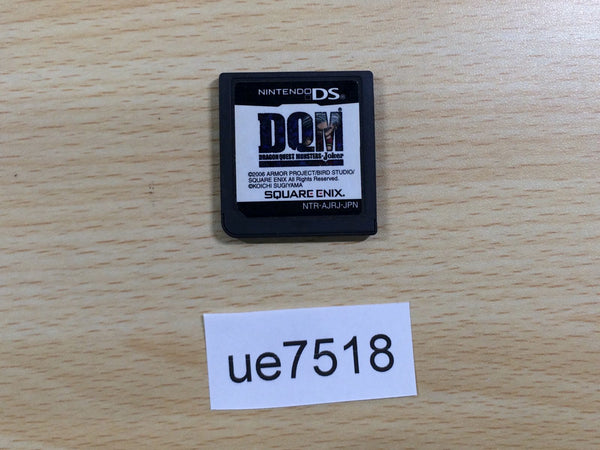 NINTENDO DS
DQM
DRAGON QUEST MONSTERS-Joker
©2006 ARMOR PROJECT/BIRD STUDIO/
SQUARE ENIX All Rights Reserved.
©KOICHI SUGIYAMA
SQUARE ENIX.
NTR-AJRJ-JPN
ue7518